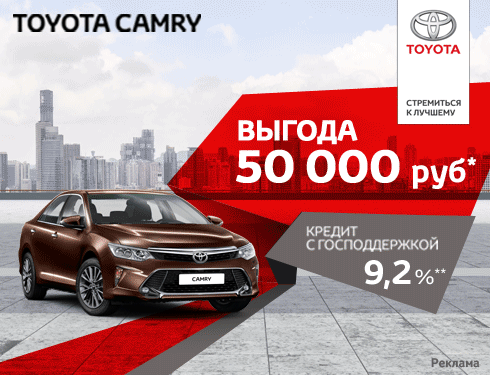 TOYOTA CAMRY
TOYOTA
СТРЕМИТЬСЯ
К ЛУЧШЕМУ
ВЫГОДА
50 000 руб*
КРЕДИТ
С ГОСПОДДЕРЖКОЙ
9,2%**
CAMRY
Реклама